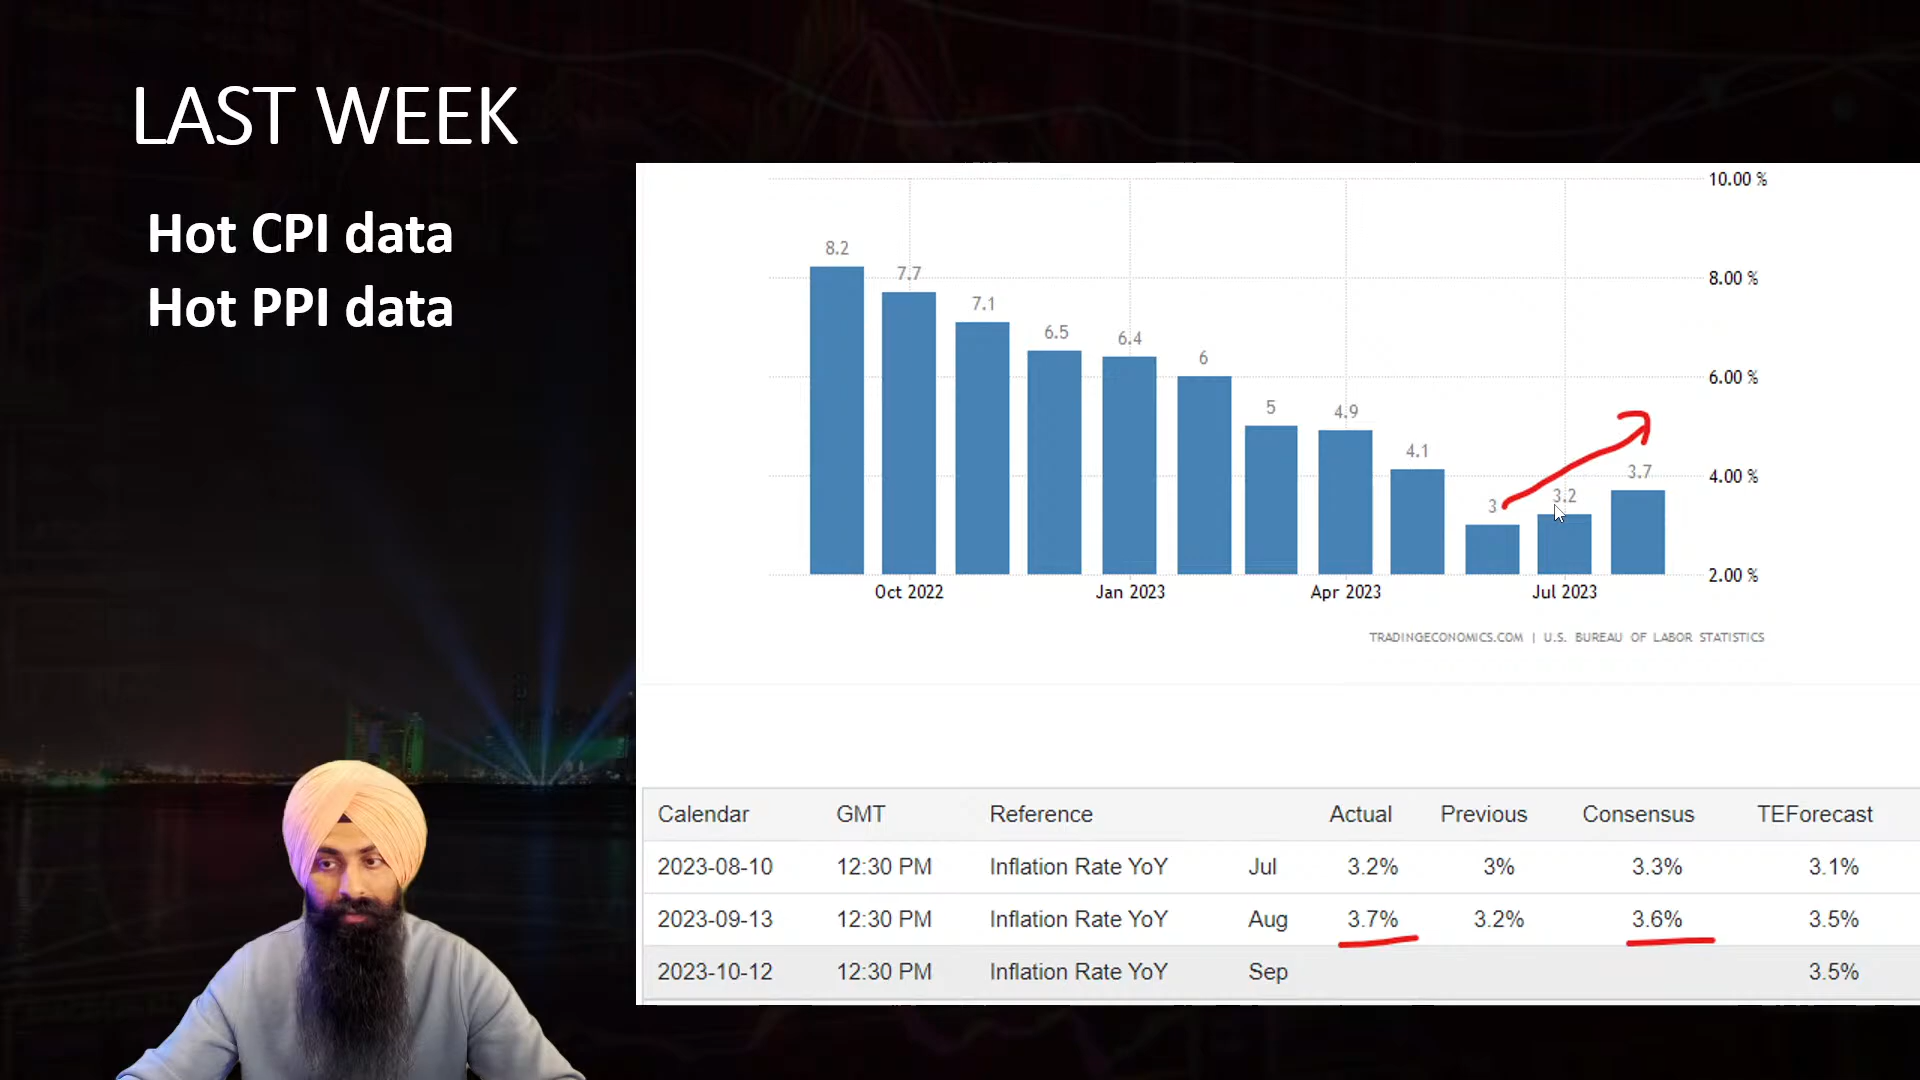 LAST WEEK
Hot CPI data
Hot PPI data
10.00 %
8.00 %
6.00 %
4.00 %
2.00 %
8.2
7.7
7.1
6.5
6.4
6
5
4.9
4.1
3
3.2
3.7
Oct 2022 Jan 2023 Apr 2023 Jul 2023
TRADINGECONOMICS.COM | U.S. BUREAU OF LABOR STATISTICS
Calendar GMT Reference Actual Previous Consensus TEForecast
2023-08-10 12:30 PM Inflation Rate YoY Jul 3.2% 3% 3.3% 3.1%
2023-09-13 12:30 PM Inflation Rate YoY Aug 3.7% 3.2% 3.6% 3.5%
2023-10-12 12:30 PM Inflation Rate YoY Sep 3.5%